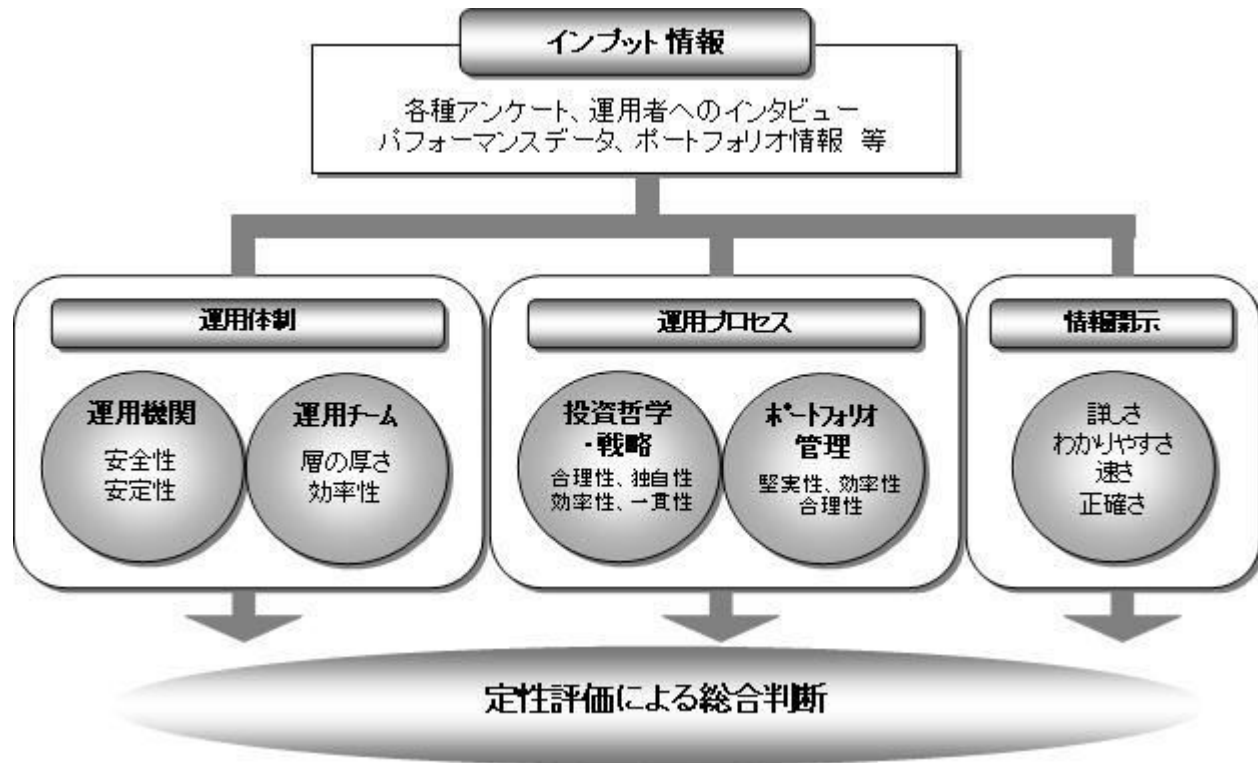 インプット情報
各種アンケート、運用者へのインタビュー
パフォーマンスデータ、ポートフォリオ情報 等
運用体制
運用機関
安全性
安定性
運用チーム
層の厚さ
効率性
運用プロセス
投資哲学
・戦略
合理性、独自性
効率性、一貫性
ポートフォリオ
管理
堅実性、効率性
合理性
情報開示
詳しさ
わかりやすさ
速さ
正確さ
定性評価による総合判断